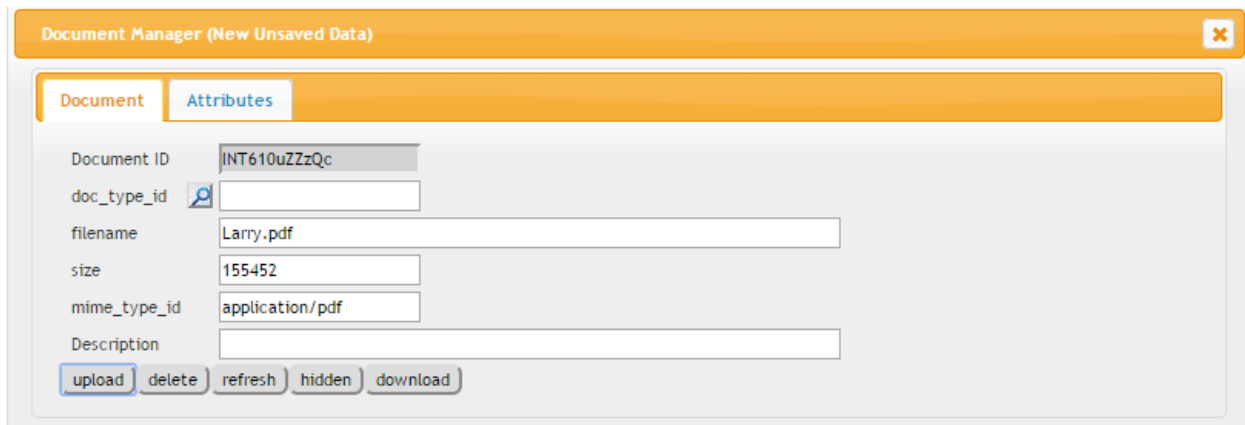 Document Manager (New Unsaved Data)
Document Attributes
Document ID INT610uZZzQc
doc_type_id
filename Larry.pdf
size 155452
mime_type_id application/pdf
Description
upload delete refresh hidden download